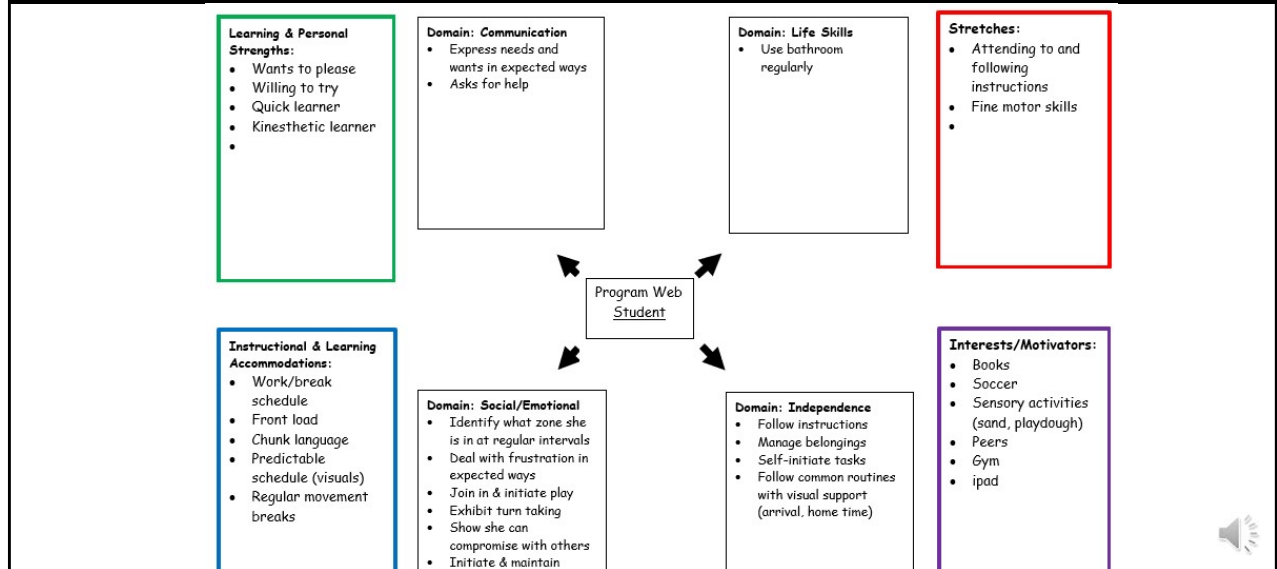 Learning & Personal
Strengths:
• Wants to please
• Willing to try
• Quick learner
• Kinesthetic learner
•
Domain: Communication
• Express needs and
wants in expected ways
• Asks for help
Domain: Life Skills
• Use bathroom
regularly
Stretches:
• Attending to and
following
instructions
• Fine motor skills
•
Program Web
Student
Instructional & Learning
Accommodations:
• Work/break
schedule
• Front load
• Chunk language
• Predictable
schedule (visuals)
• Regular movement
breaks
Domain: Social/Emotional
• Identify what zone she
is in at regular intervals
• Deal with frustration in
expected ways
• Join in & initiate play
• Exhibit turn taking
• Show she can
compromise with others
• Initiate & maintain
Domain: Independence
• Follow instructions
• Manage belongings
• Self-initiate tasks
• Follow common routines
with visual support
(arrival, home time)
Interests/Motivators:
• Books
• Soccer
• Sensory activities
(sand, playdough)
• Peers
• Gym
• ipad